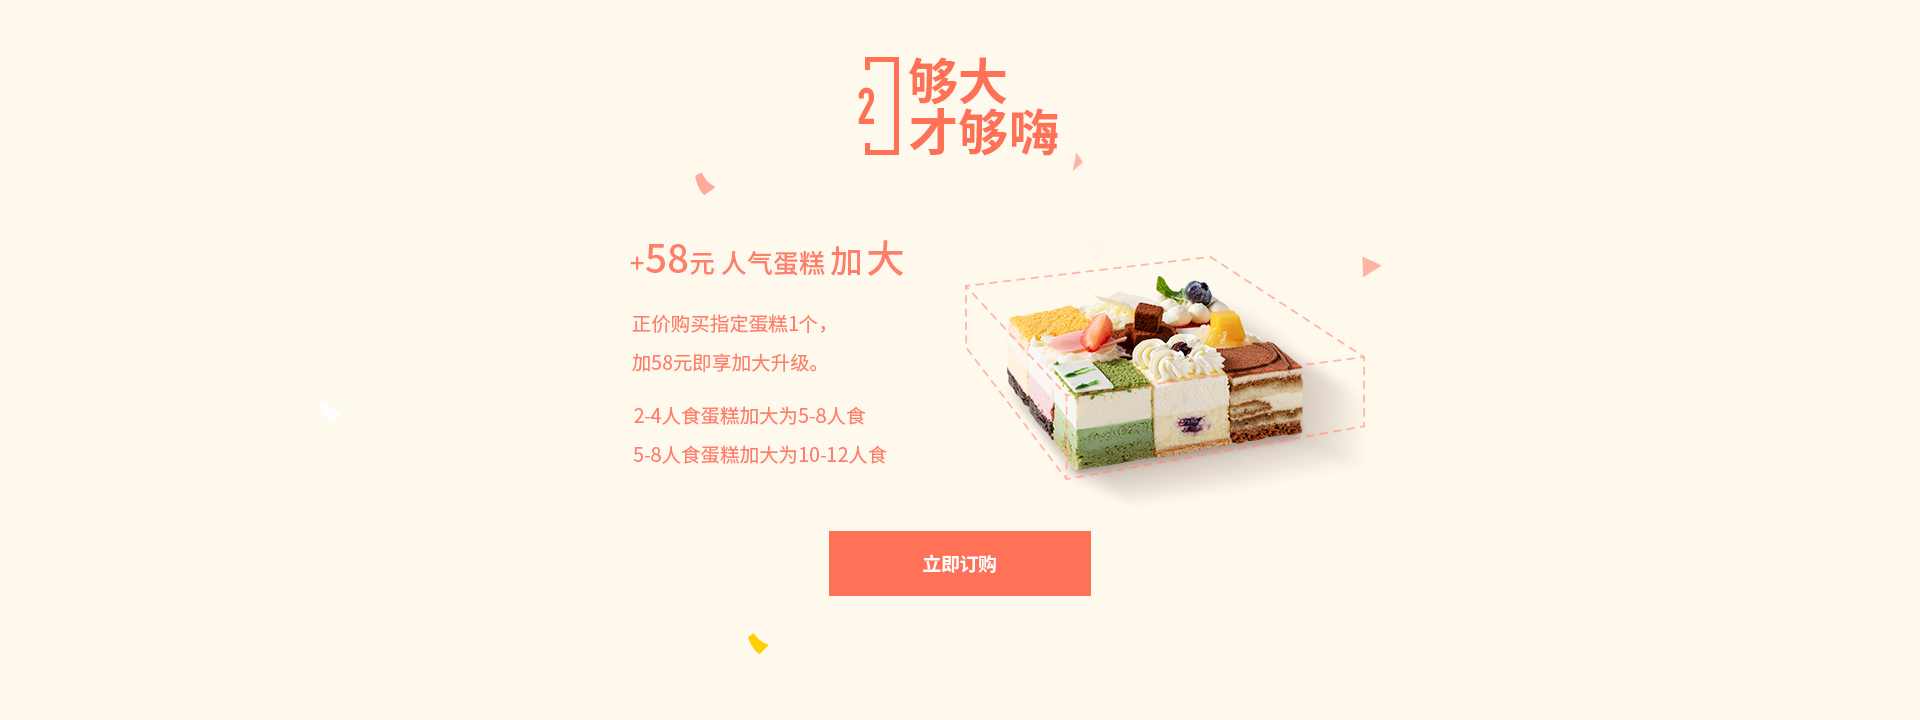 2
够大
才够嗨
+58元 人气蛋糕 加大
正价购买指定蛋糕1个，
加58元即享加大升级。
2-4人食蛋糕加大为5-8人食
5-8人食蛋糕加大为10-12人食
立即订购